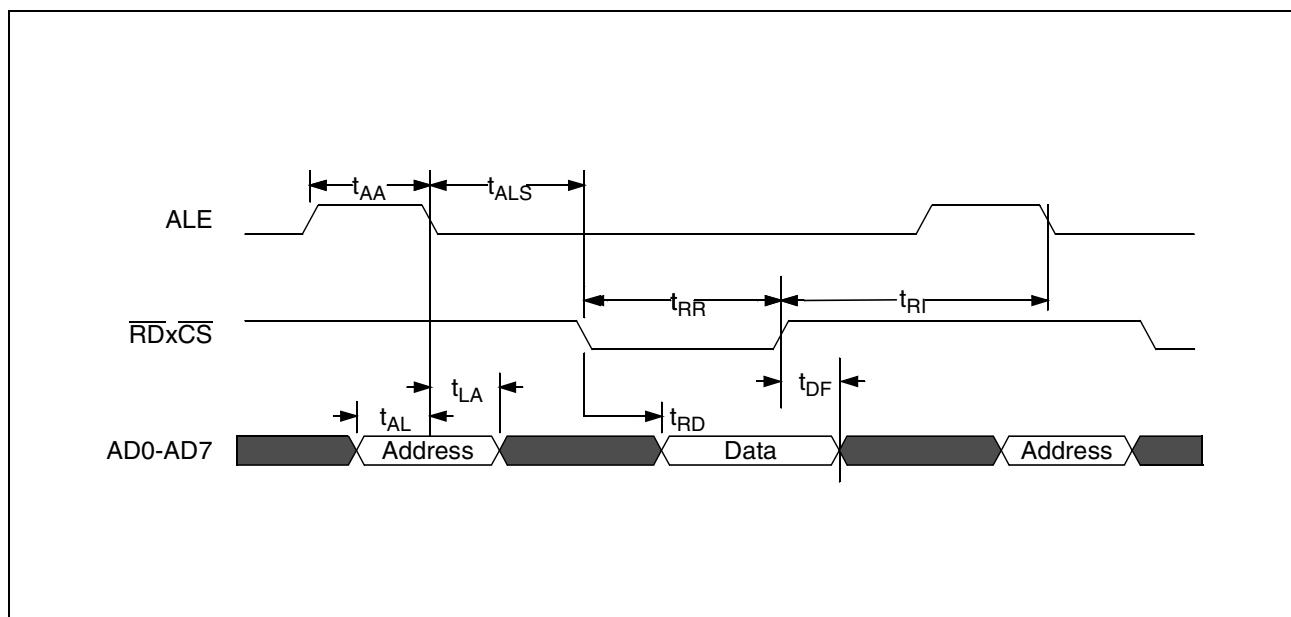 tAA
tALS
ALE
tRR
tRI
RDxCS
tLA
tDF
tAL
tRD
AD0-AD7
Address
Data
Address